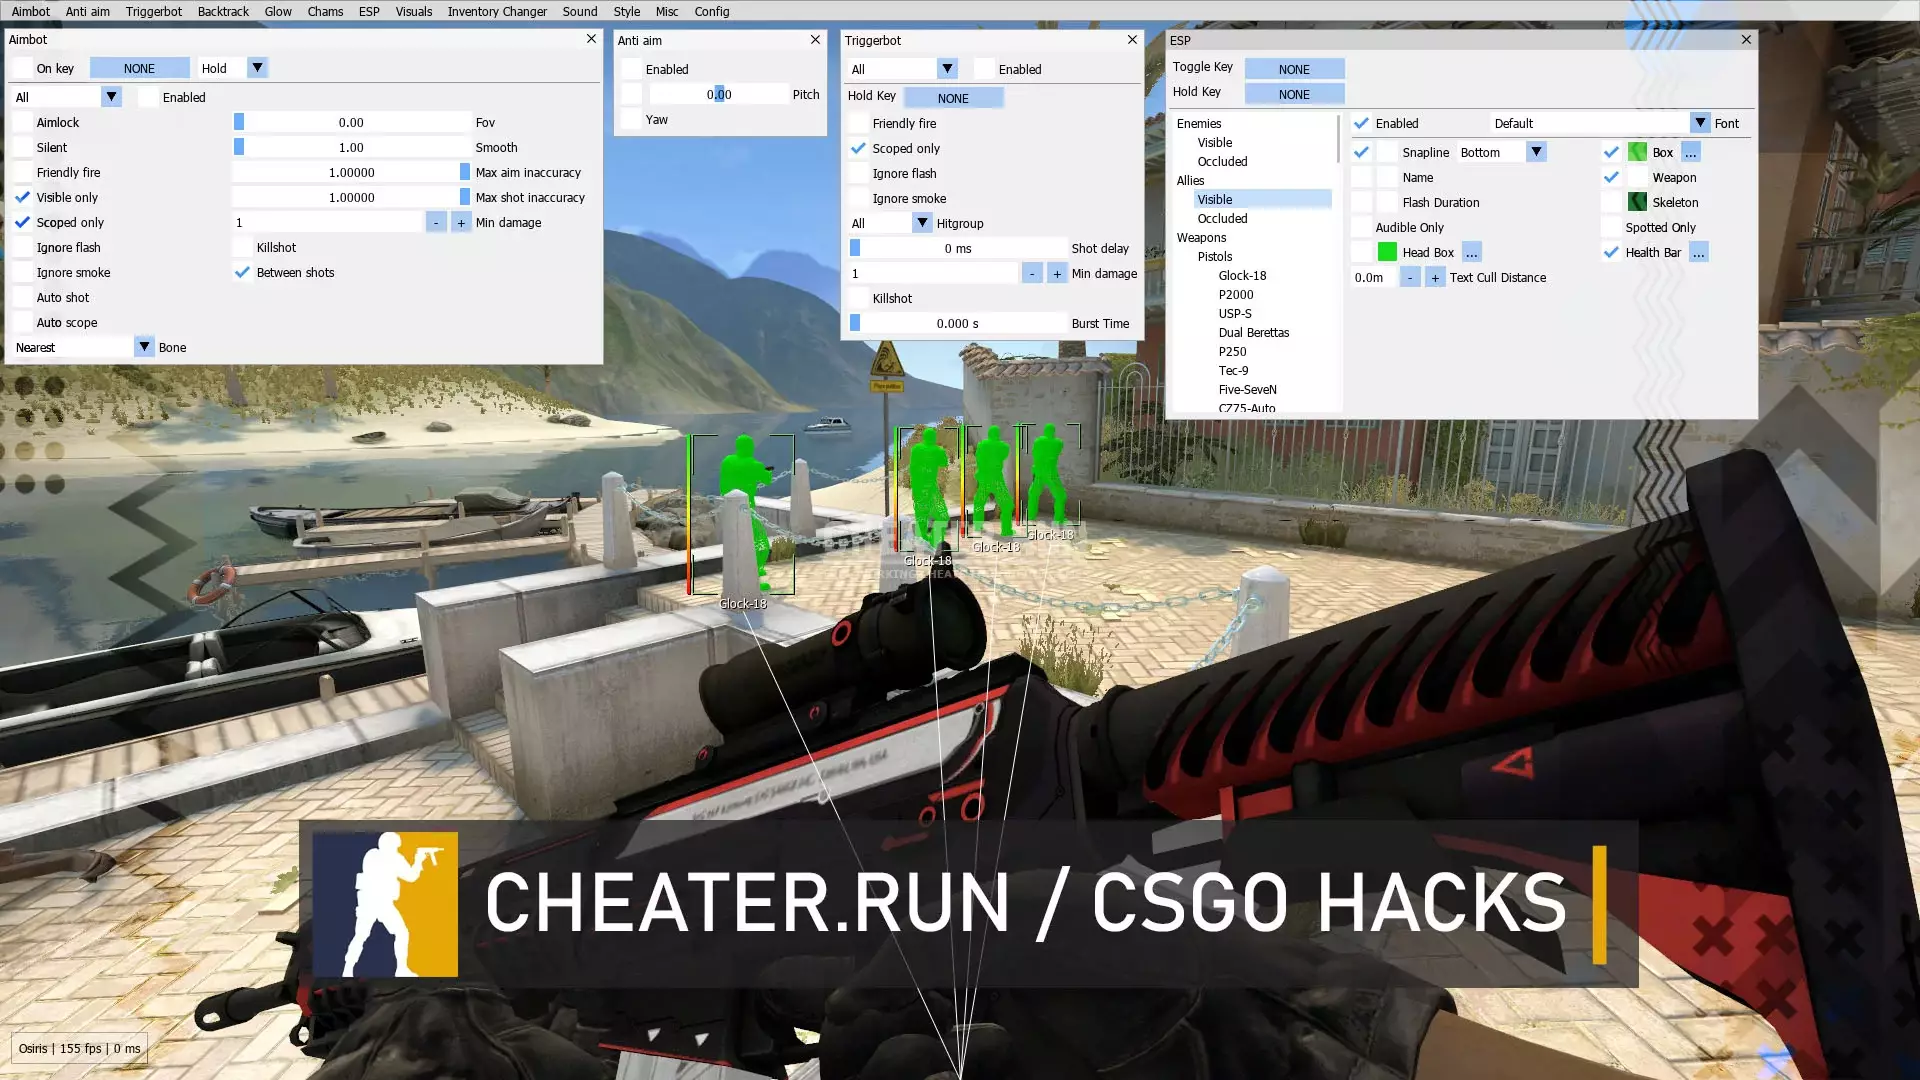 Aimbot Anti aim Triggerbot Backtrack Glow Chams ESP Visuals Inventory Changer Sound Style Misc Config
Aimbot
On key NONE Hold
All Enabled
Aimlock 0.00 Fov
Silent 1.00 Smooth
Friendly fire 1.00000 Max aim inaccuracy
Visible only 1.00000 Max shot inaccuracy
Scoped only 1 - + Min damage
Ignore flash Killshot
Ignore smoke Between shots
Auto shot
Auto scope
Nearest Bone
Anti aim
Enabled
0.00 Pitch
Yaw
Triggerbot
All Enabled
Hold Key NONE
Friendly fire
Scoped only
Ignore flash
Ignore smoke
All Hitgroup
0 ms Shot delay
1 - + Min damage
Killshot
0.000 s Burst Time
ESP
Toggle Key NONE
Hold Key NONE
Enemies
Visible
Occluded
Allies
Visible
Occluded
Weapons
Pistols
Glock-18
P2000
USP-S
Dual Berettas
P250
Tec-9
Five-SeveN
CZ75-Auto
Enabled Default Font
Snapline Bottom Box ...
Name Weapon
Flash Duration Skeleton
Audible Only Spotted Only
Head Box ... Health Bar ...
0.0m - + Text Cull Distance
Glock-18
Glock-18
Glock-18
Glock-18
CHEATER.RUN / CSGO HACKS
Osiris | 155 fps | 0 ms